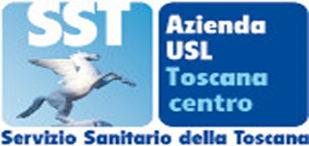 SST
Azienda
USL
Toscana
centro
Servizio Sanitario della Toscana